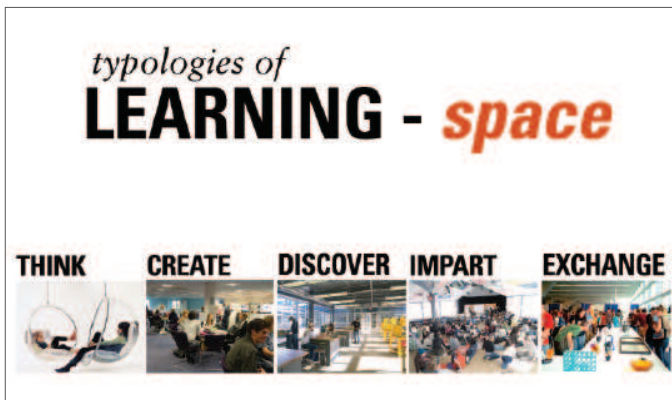 typologies of
LEARNING - space
THINK CREATE DISCOVER IMPART EXCHANGE